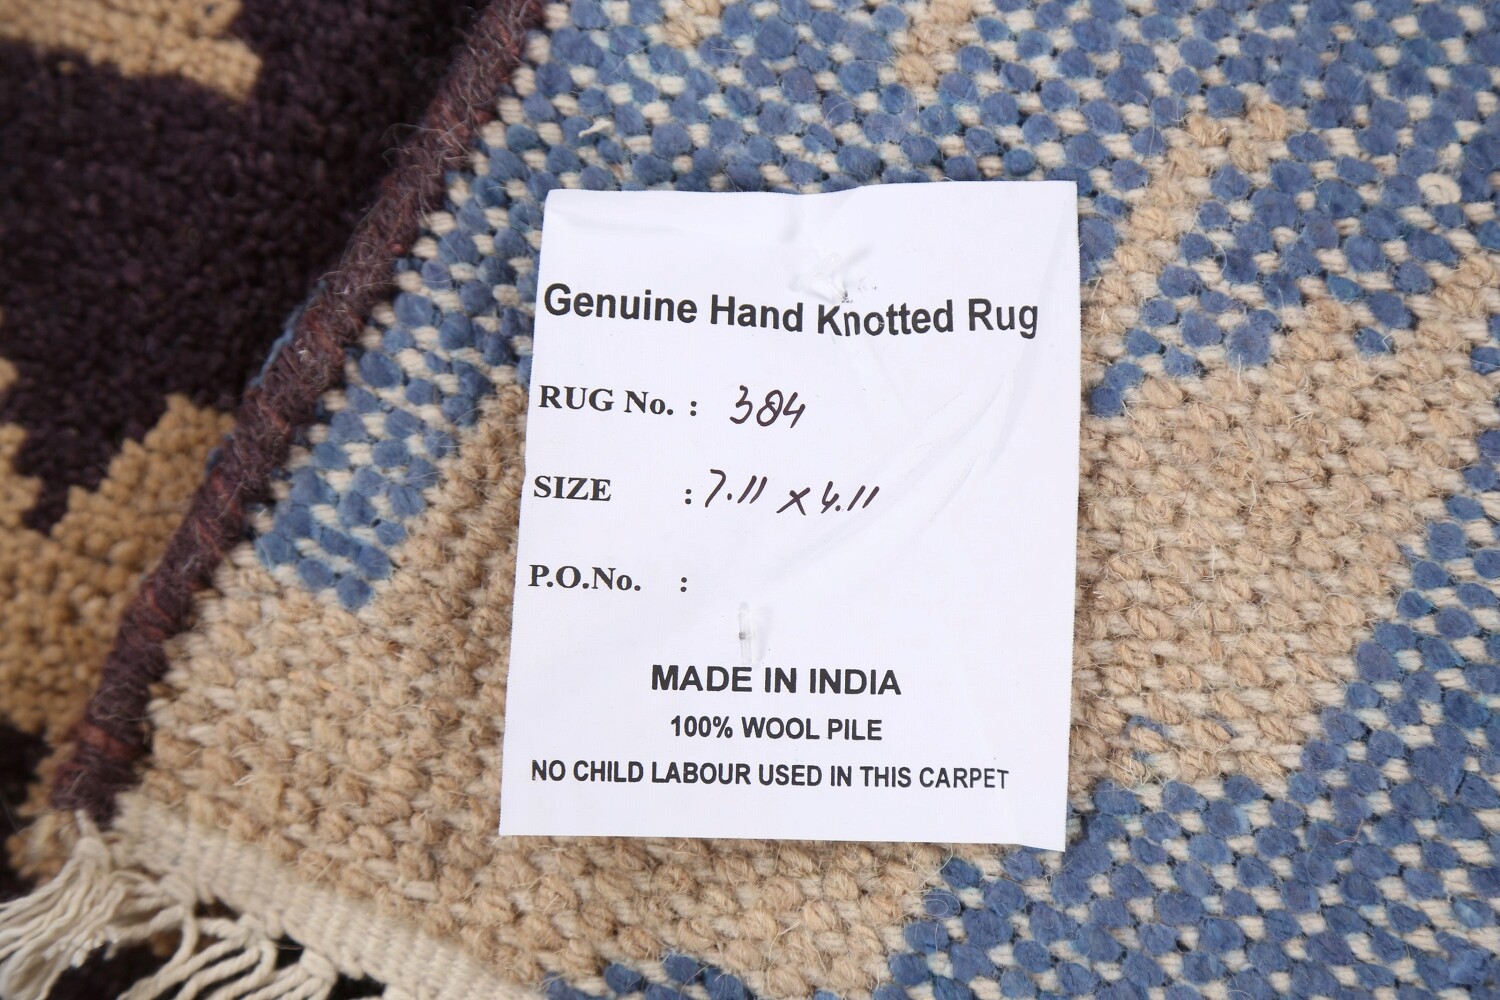 Genuine Hand Knotted Rug
RUG No. : 384
SIZE : 7.11 x 4.11
P.O.No. :
MADE IN INDIA
100% WOOL PILE
NO CHILD LABOUR USED IN THIS CARPET